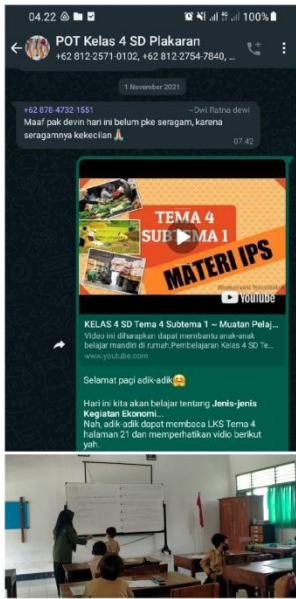 04.22
100%
POT Kelas 4 SD Plakaran
+62 812-2571-0102, +62 812-2754-7840, ...
1 November 2021
+62 878-4732-1551 ~Dwi Ratna dewi
Maaf pak devin hari ini belum pke seragam, karena
seragamnya kekecilan
07.42
TEMA 4
SUBTEMA 1
MATERI IPS
YouTube
KELAS 4 SD Tema 4 Subtema 1 ~ Muatan Pelaj...
Video ini diharapkan dapat membantu anak-anak
belajar mandiri di rumah.Pembelajaran Kelas 4 SD Te...
www.youtube.com
Selamat pagi adik-adik
Hari ini kita akan belajar tentang Jenis-jenis
Kegiatan Ekonomi...
Nah, adik-adik dapat membaca LKS Tema 4
halaman 21 dan memperhatikan vidio berikut
yah.